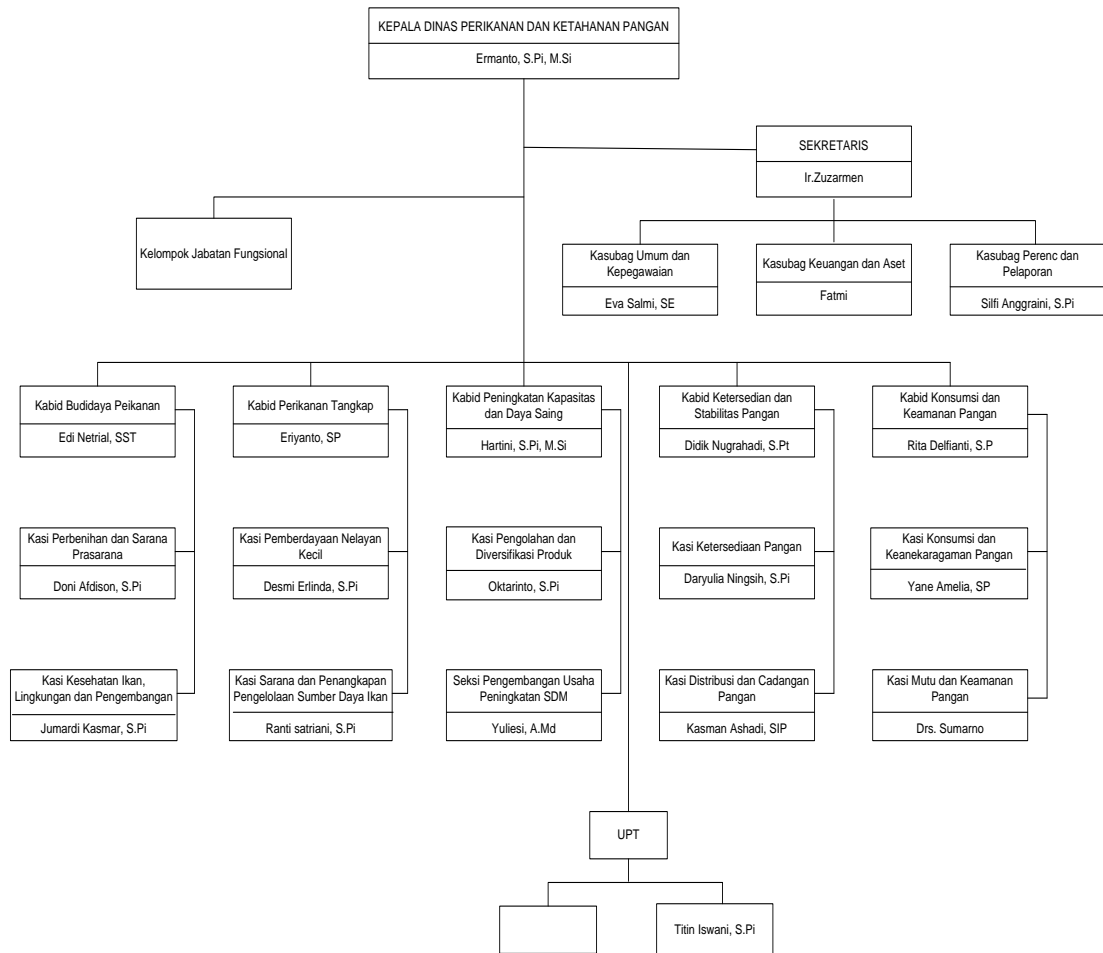 KEPALA DINAS PERIKANAN DAN KETAHANAN PANGAN
Ermanto, S.Pi, M.Si
SEKRETARIS
Ir.Zuzarmen
Kelompok Jabatan Fungsional
Kasubag Umum dan
Kepegawaian
Eva Salmi, SE
Kasubag Keuangan dan Aset
Fatmi
Kasubag Perenc dan
Pelaporan
Silfi Anggraini, S.Pi
Kabid Budidaya Peikanan
Edi Netrial, SST
Kabid Perikanan Tangkap
Eriyanto, SP
Kabid Peningkatan Kapasitas
dan Daya Saing
Hartini, S.Pi, M.Si
Kabid Ketersedian dan
Stabilitas Pangan
Didik Nugrahadi, S.Pt
Kabid Konsumsi dan
Keamanan Pangan
Rita Delfianti, S.P
Kasi Perbenihan dan Sarana
Prasarana
Doni Afdison, S.Pi
Kasi Pemberdayaan Nelayan
Kecil
Desmi Erlinda, S.Pi
Kasi Pengolahan dan
Diversifikasi Produk
Oktarinto, S.Pi
Kasi Ketersediaan Pangan
Daryulia Ningsih, S.Pi
Kasi Konsumsi dan
Keanekaragaman Pangan
Yane Amelia, SP
Kasi Kesehatan Ikan,
Lingkungan dan Pengembangan
Jumardi Kasmar, S.Pi
Kasi Sarana dan Penangkapan
Pengelolaan Sumber Daya Ikan
Ranti satriani, S.Pi
Seksi Pengembangan Usaha
Peningkatan SDM
Yuliesi, A.Md
Kasi Distribusi dan Cadangan
Pangan
Kasman Ashadi, SIP
Kasi Mutu dan Keamanan
Pangan
Drs. Sumarno
UPT
Titin Iswani, S.Pi